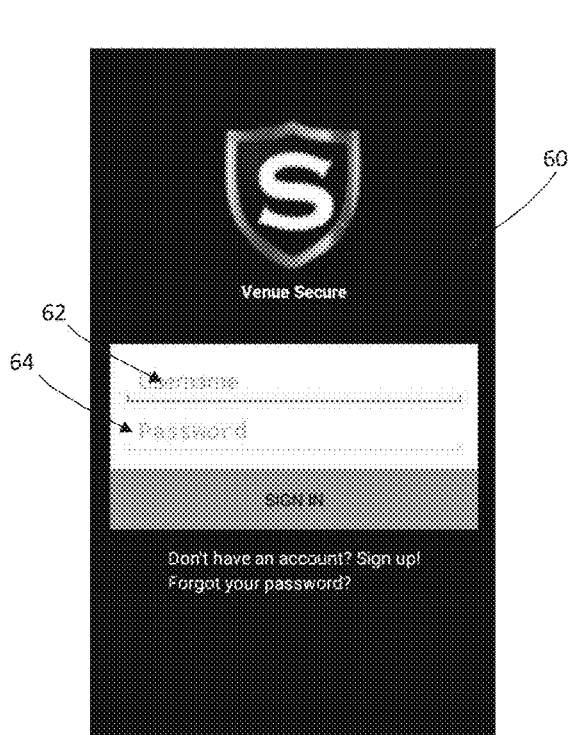 60
S
Venue Secure
62
64
Username
Password
SIGN IN
Don't have an account? Sign up!
Forgot your password?